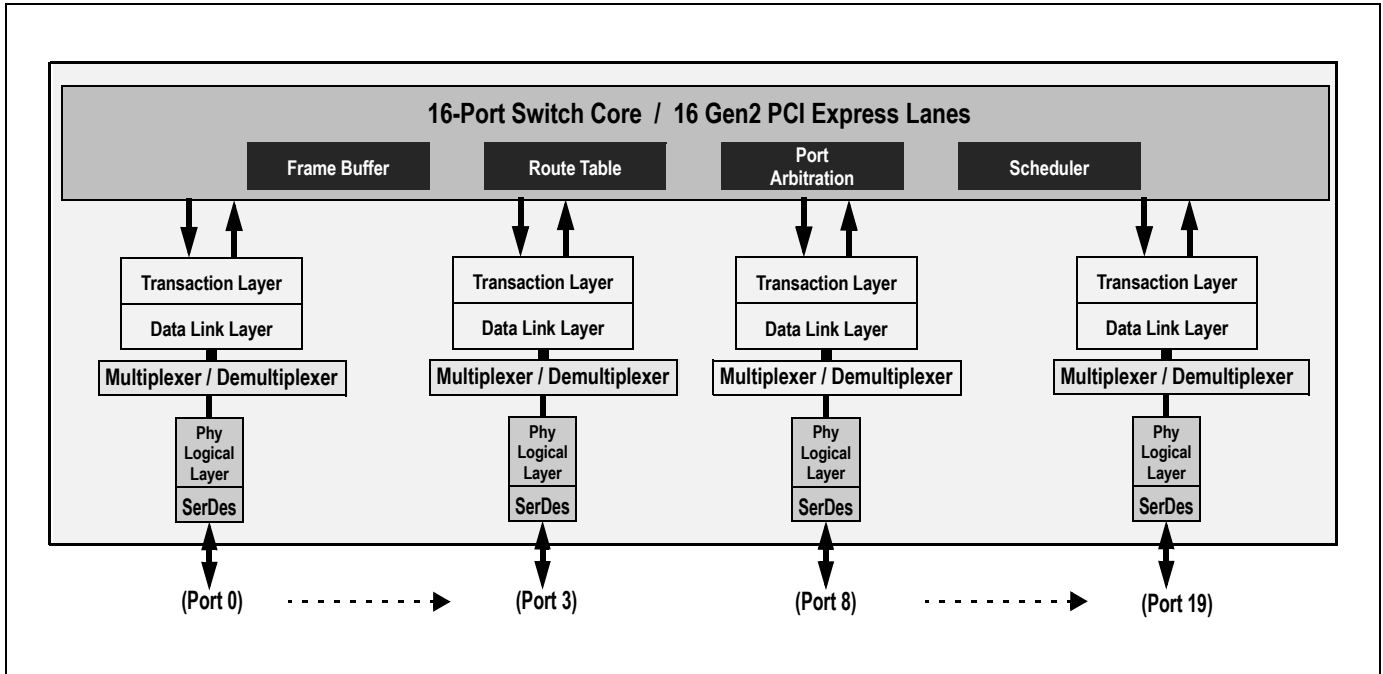 16-Port Switch Core / 16 Gen2 PCI Express Lanes
Frame Buffer
Route Table
Port
Arbitration
Scheduler
Transaction Layer
Data Link Layer
Multiplexer / Demultiplexer
Phy
Logical
Layer
SerDes
(Port 0)
Transaction Layer
Data Link Layer
Multiplexer / Demultiplexer
Phy
Logical
Layer
SerDes
(Port 3)
Transaction Layer
Data Link Layer
Multiplexer / Demultiplexer
Phy
Logical
Layer
SerDes
(Port 8)
Transaction Layer
Data Link Layer
Multiplexer / Demultiplexer
Phy
Logical
Layer
SerDes
(Port 19)